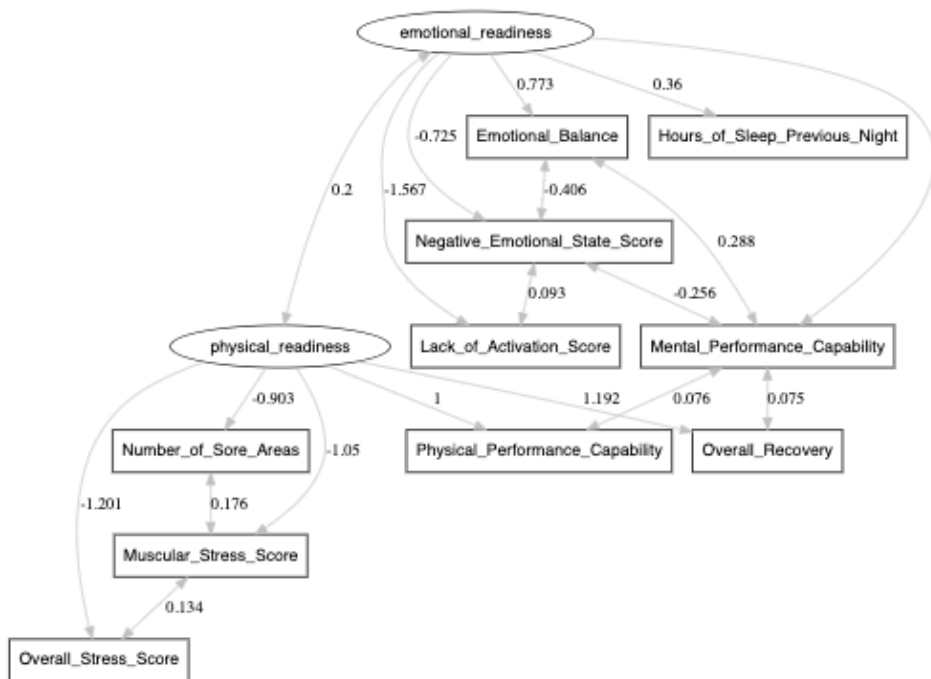 emotional_readiness
0.773
0.36
Emotional_Balance
Hours_of_Sleep_Previous_Night
-0.725
0.2
-1.567
-0.406
Negative_Emotional_State_Score
0.288
0.093
-0.256
physical_readiness
Lack_of_Activation_Score
Mental_Performance_Capability
-0.903
1
1.192
0.076
0.075
Number_of_Sore_Areas
-1.05
Physical_Performance_Capability
Overall_Recovery
-1.201
0.176
Muscular_Stress_Score
0.134
Overall_Stress_Score